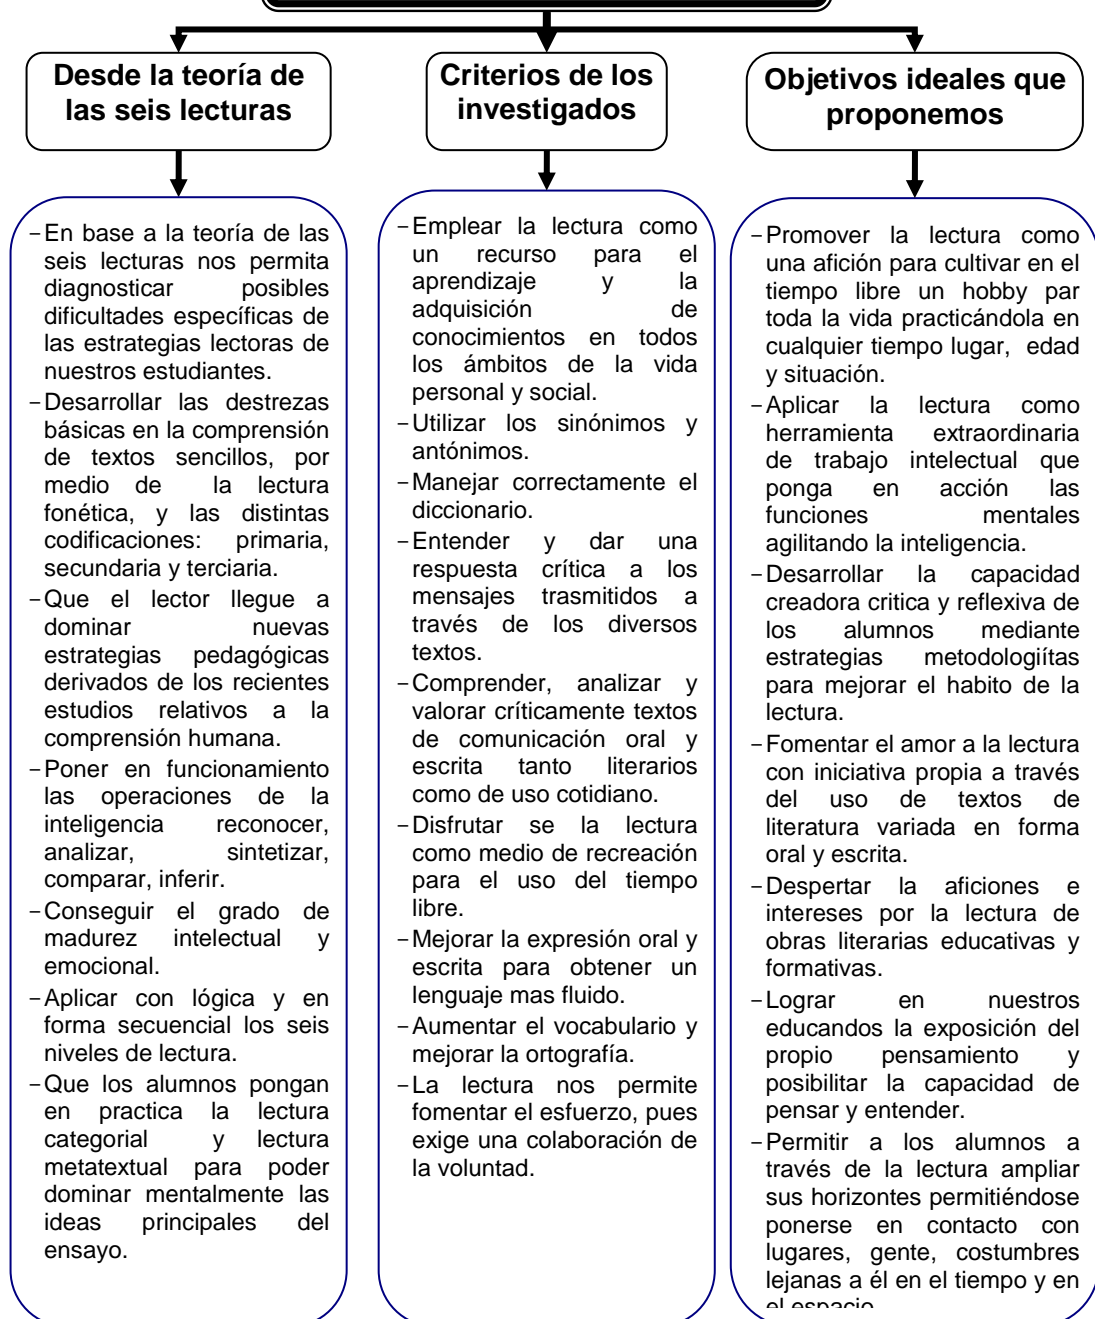 Desde la teoría de
las seis lecturas
Criterios de los
investigados
Objetivos ideales que
proponemos
−En base a la teoría de las
seis lecturas nos permita
diagnosticar posibles
dificultades específicas de
las estrategias lectoras de
nuestros estudiantes.
−Desarrollar las destrezas
básicas en la comprensión
de textos sencillos, por
medio de la lectura
fonética, y las distintas
codificaciones: primaria,
secundaria y terciaria.
−Que el lector llegue a
dominar nuevas
estrategias pedagógicas
derivados de los recientes
estudios relativos a la
comprensión humana.
−Poner en funcionamiento
las operaciones de la
inteligencia reconocer,
analizar, sintetizar,
comparar, inferir.
−Conseguir el grado de
madurez intelectual y
emocional.
−Aplicar con lógica y en
forma secuencial los seis
niveles de lectura.
−Que los alumnos pongan
en practica la lectura
categorial y lectura
metatextual para poder
dominar mentalmente las
ideas principales del
ensayo.
−Emplear la lectura como
un recurso para el
aprendizaje y la
adquisición de
conocimientos en todos
los ámbitos de la vida
personal y social.
−Utilizar los sinónimos y
antónimos.
−Manejar correctamente el
diccionario.
−Entender y dar una
respuesta crítica a los
mensajes trasmitidos a
través de los diversos
textos.
−Comprender, analizar y
valorar críticamente textos
de comunicación oral y
escrita tanto literarios
como de uso cotidiano.
−Disfrutar se la lectura
como medio de recreación
para el uso del tiempo
libre.
−Mejorar la expresión oral y
escrita para obtener un
lenguaje mas fluido.
−Aumentar el vocabulario y
mejorar la ortografía.
−La lectura nos permite
fomentar el esfuerzo, pues
exige una colaboración de
la voluntad.
−Promover la lectura como
una afición para cultivar en el
tiempo libre un hobby par
toda la vida practicándola en
cualquier tiempo lugar, edad
y situación.
−Aplicar la lectura como
herramienta extraordinaria
de trabajo intelectual que
ponga en acción las
funciones mentales
agilitando la inteligencia.
−Desarrollar la capacidad
creadora critica y reflexiva de
los alumnos mediante
estrategias metodologiítas
para mejorar el habito de la
lectura.
−Fomentar el amor a la lectura
con iniciativa propia a través
del uso de textos de
literatura variada en forma
oral y escrita.
−Despertar la aficiones e
intereses por la lectura de
obras literarias educativas y
formativas.
−Lograr en nuestros
educandos la exposición del
propio pensamiento y
posibilitar la capacidad de
pensar y entender.
−Permitir a los alumnos a
través de la lectura ampliar
sus horizontes permitiéndose
ponerse en contacto con
lugares, gente, costumbres
lejanas a él en el tiempo y en
el espacio